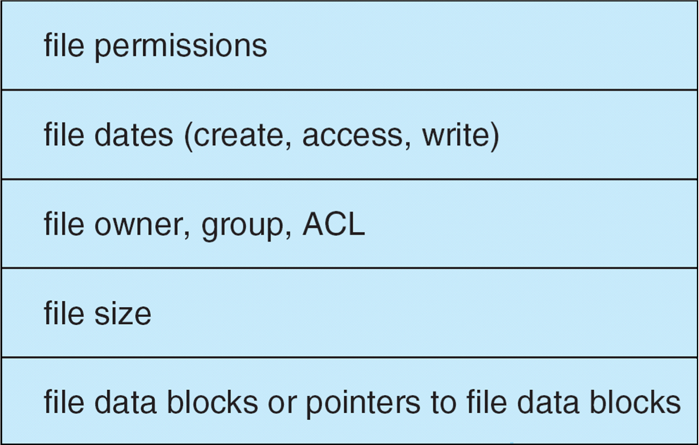 file permissions
file dates (create, access, write)
file owner, group, ACL
file size
file data blocks or pointers to file data blocks